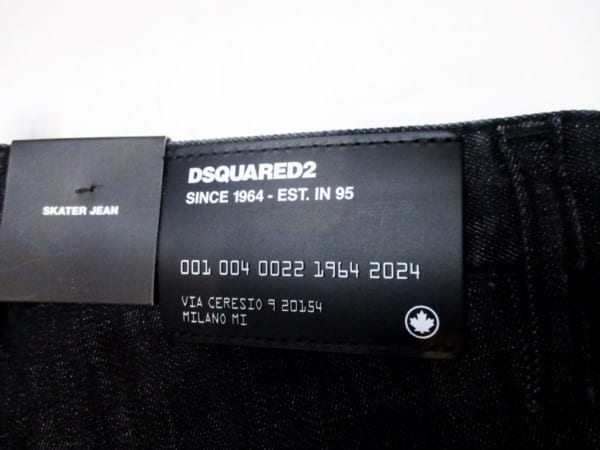 SKATER JEAN
DSQUARED2
SINCE 1964 - EST. IN 95
001 004 0022 1964 2024
VIA CERESIO 9 20154
MILANO MI